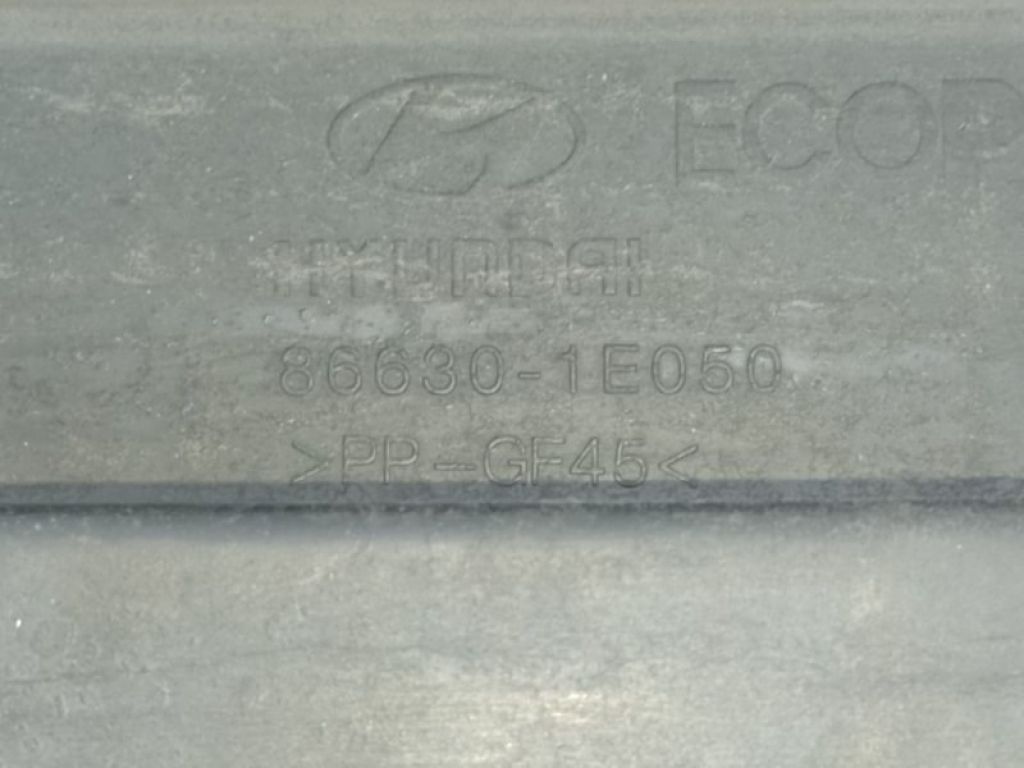 ECOP
HYUNDAI
86630-1E050
>PP-GF45<